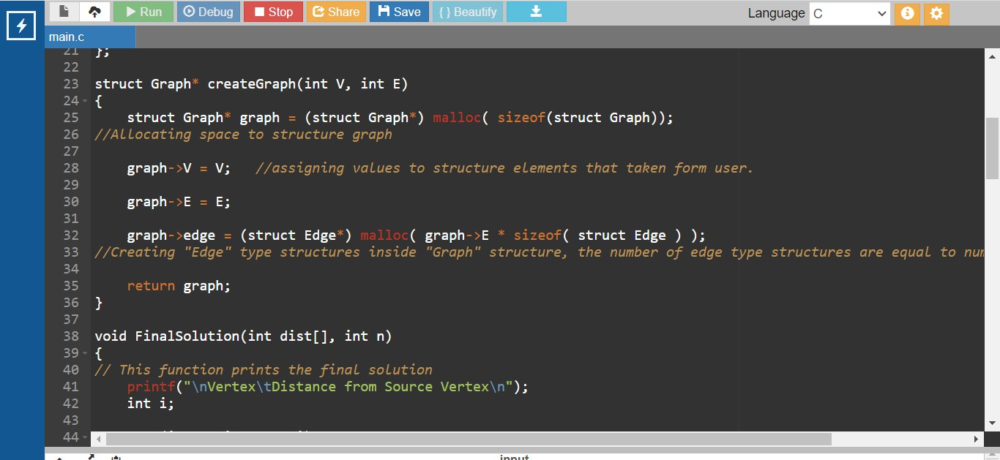 Run Debug Stop Share Save { } Beautify Language C
main.c
21 };
22
23 struct Graph* createGraph(int V, int E)
24 {
25     struct Graph* graph = (struct Graph*) malloc( sizeof(struct Graph));
26 //Allocating space to structure graph
27
28     graph->V = V;   //assigning values to structure elements that taken form user.
29
30     graph->E = E;
31
32     graph->edge = (struct Edge*) malloc( graph->E * sizeof( struct Edge ) );
33 //Creating "Edge" type structures inside "Graph" structure, the number of edge type structures are equal to
34
35     return graph;
36 }
37
38 void FinalSolution(int dist[], int n)
39 {
40 // This function prints the final solution
41     printf("\nVertex\tDistance from Source Vertex\n");
42     int i;
43
44
input